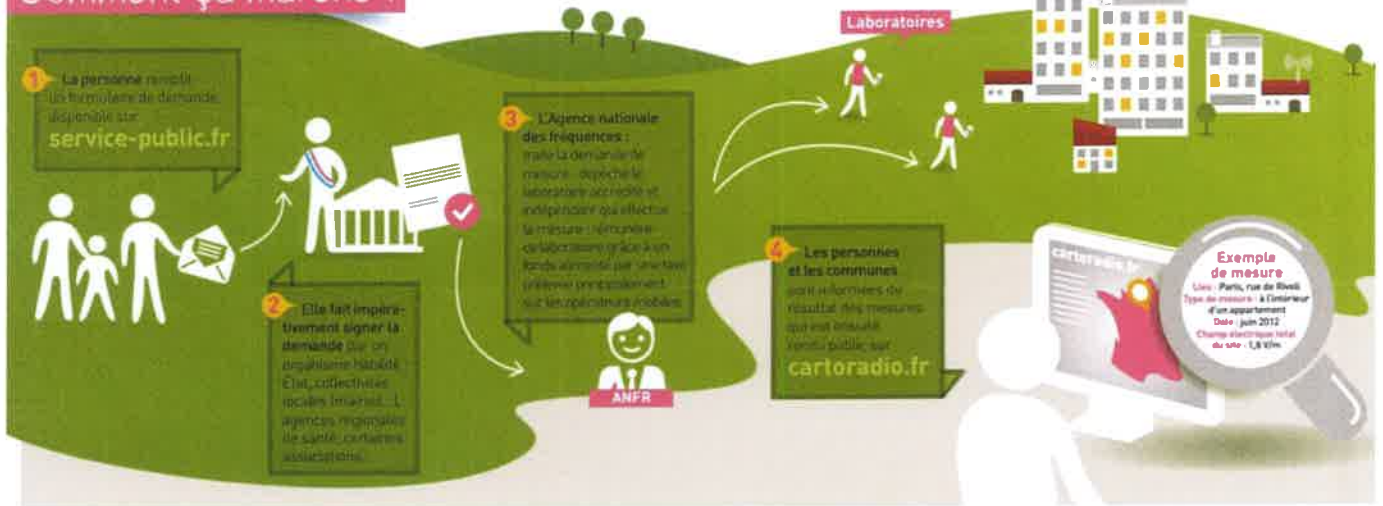 Comment ça marche ?
1 La personne remplit
un formulaire de demande,
disponible sur
service-public.fr
2 Elle fait impéra-
tivement signer la
demande par un
organisme habilité :
État, collectivités
locales (mairies...),
agences régionales
de santé, certaines
associations...
3 L'Agence nationale
des fréquences :
traite la demande de
mesure ; dépêche le
laboratoire accrédité et
indépendant qui effectue
la mesure ; rémunère
ce laboratoire grâce à un
fonds alimenté par une taxe
prélevée principalement
sur les opérateurs mobiles
ANFR
Laboratoires
4 Les personnes
et les communes
sont informées du
résultat des mesures
qui est ensuite
rendu public sur
cartoradio.fr
cartoradio.fr
Exemple
de mesure
Lieu : Paris, rue de Rivoli
Type de mesure : à l'intérieur
d'un appartement
Date : juin 2012
Champ électrique total
du site : 1,8 V/m